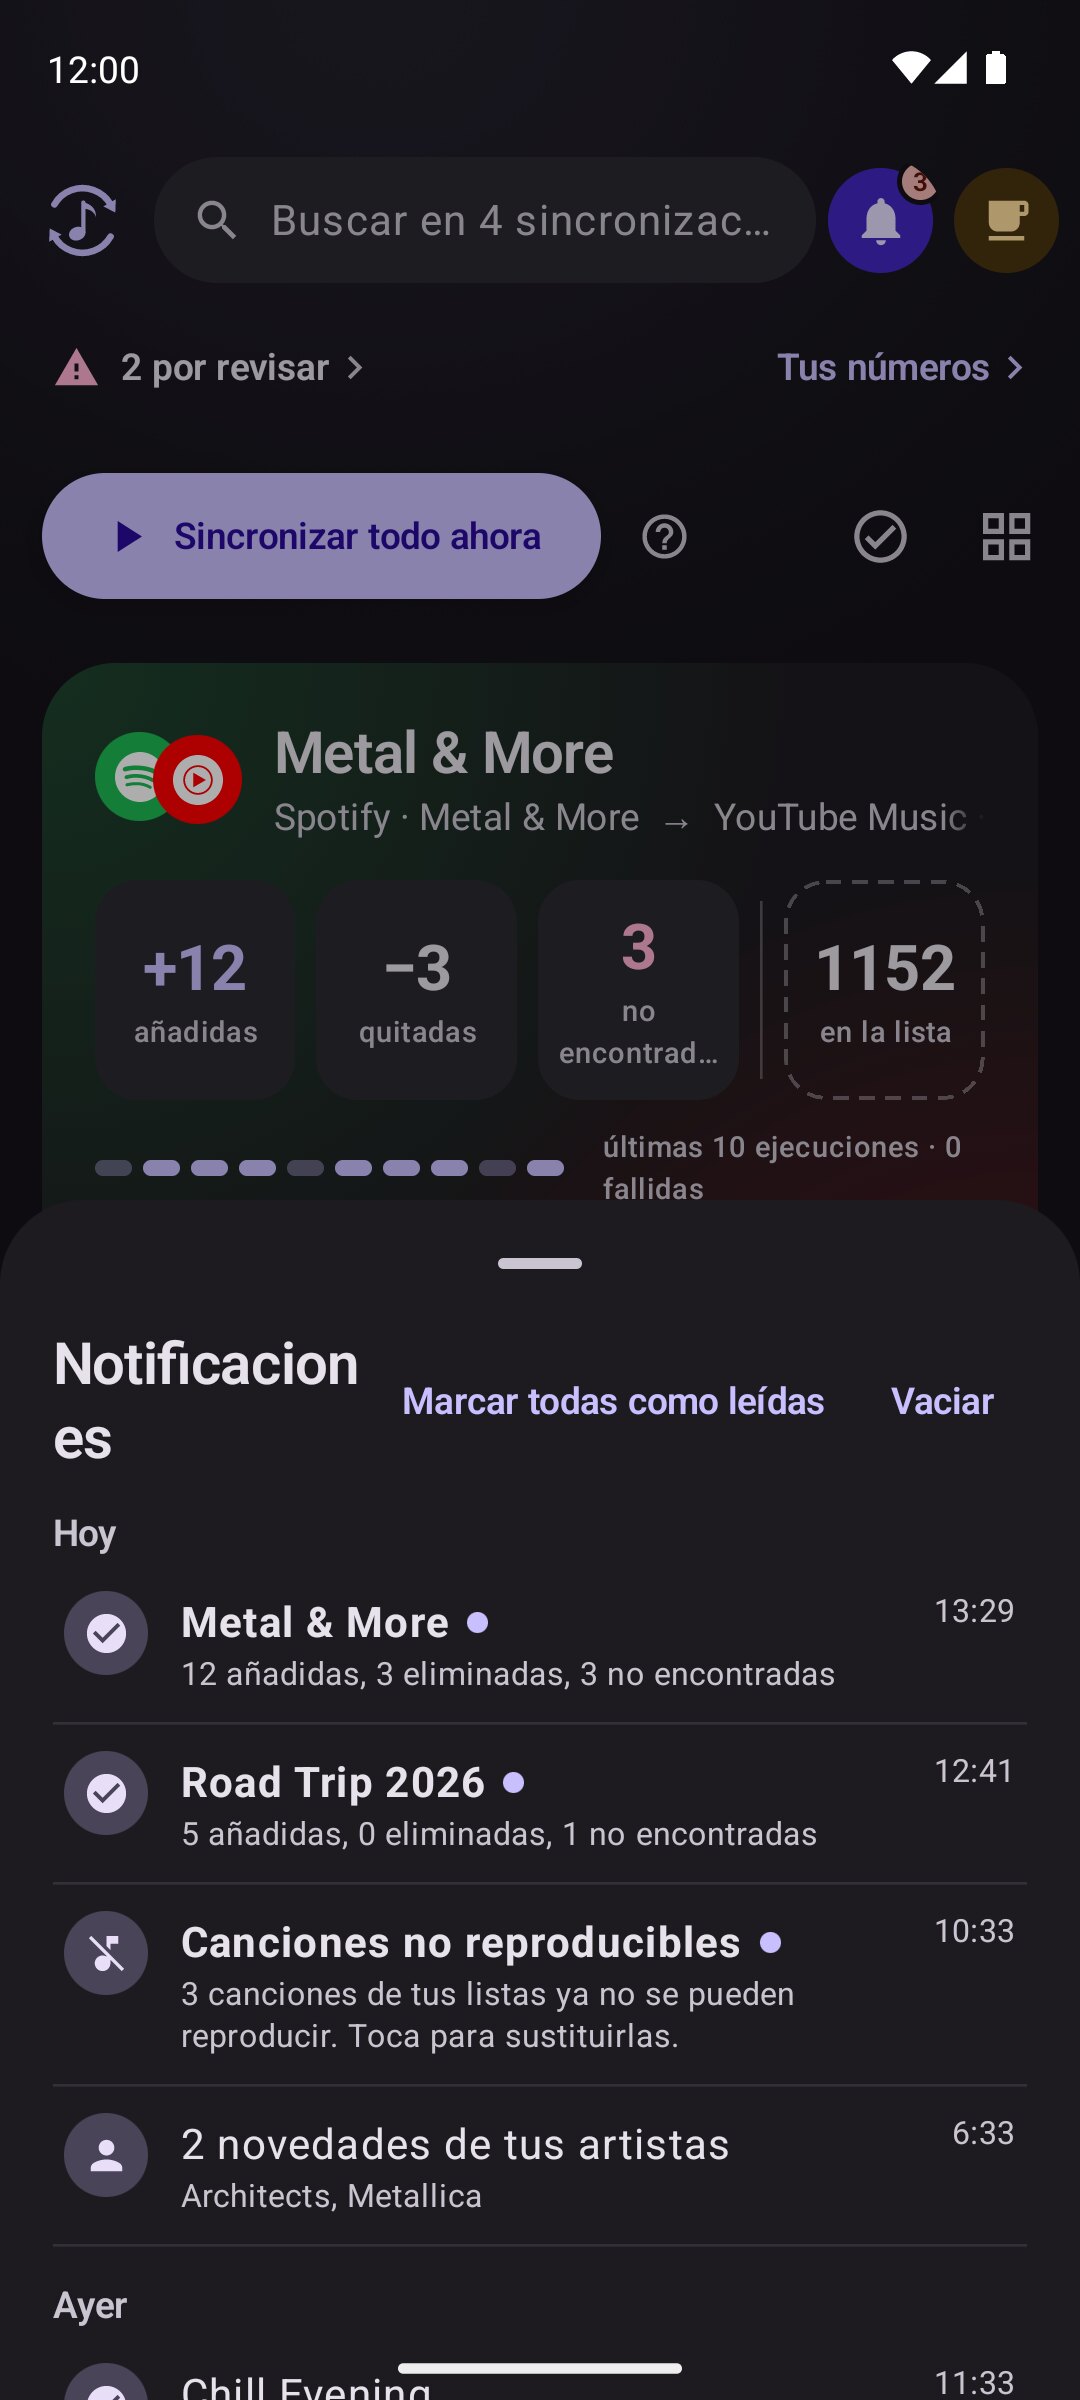 12:00
Buscar en 4 sincronizac…
3
2 por revisar
Tus números
Sincronizar todo ahora
Metal & More
Spotify · Metal & More → YouTube Music
+12
añadidas
−3
quitadas
3
no
encontrad…
1152
en la lista
últimas 10 ejecuciones · 0
fallidas
Notificacion
es
Marcar todas como leídas
Vaciar
Hoy
Metal & More
13:29
12 añadidas, 3 eliminadas, 3 no encontradas
Road Trip 2026
12:41
5 añadidas, 0 eliminadas, 1 no encontradas
Canciones no reproducibles
10:33
3 canciones de tus listas ya no se pueden
reproducir. Toca para sustituirlas.
2 novedades de tus artistas
6:33
Architects, Metallica
Ayer
Chill Evening
11:33